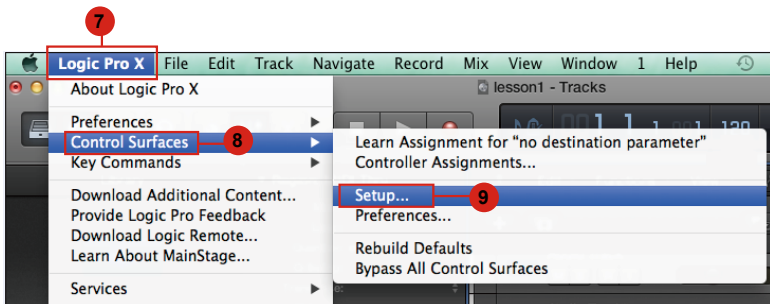 7
Logic Pro X File Edit Track Navigate Record Mix View Window 1 Help
About Logic Pro X
lesson1 - Tracks
Preferences
Control Surfaces
8
Key Commands
Learn Assignment for “no destination parameter”
Controller Assignments...
Download Additional Content...
Provide Logic Pro Feedback
Download Logic Remote...
Learn About MainStage...
Setup...
9
Preferences...
Rebuild Defaults
Bypass All Control Surfaces
Services